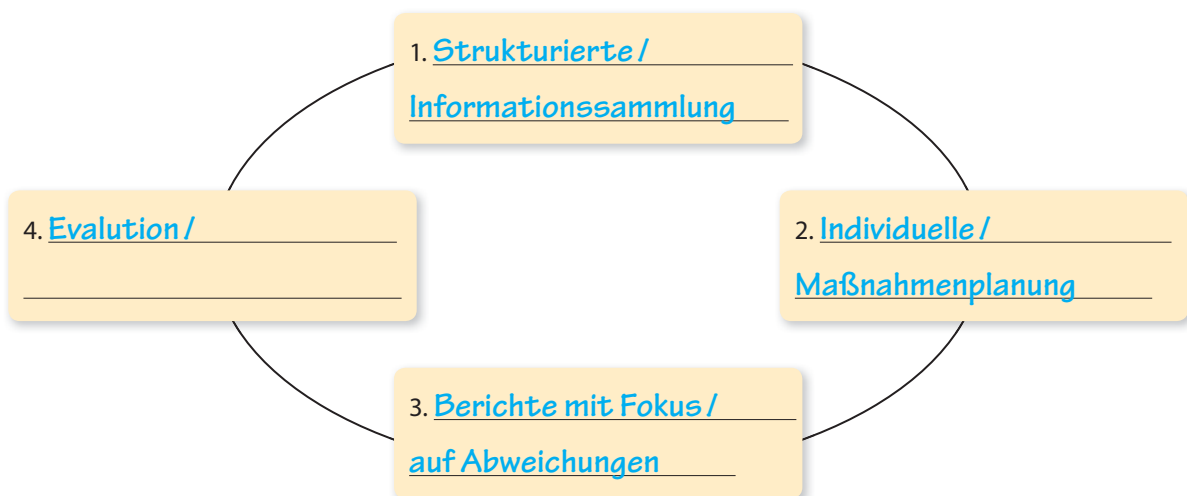 1. Strukturierte /
Informationssammlung
4. Evalution /
2. Individuelle /
Maßnahmenplanung
3. Berichte mit Fokus /
auf Abweichungen